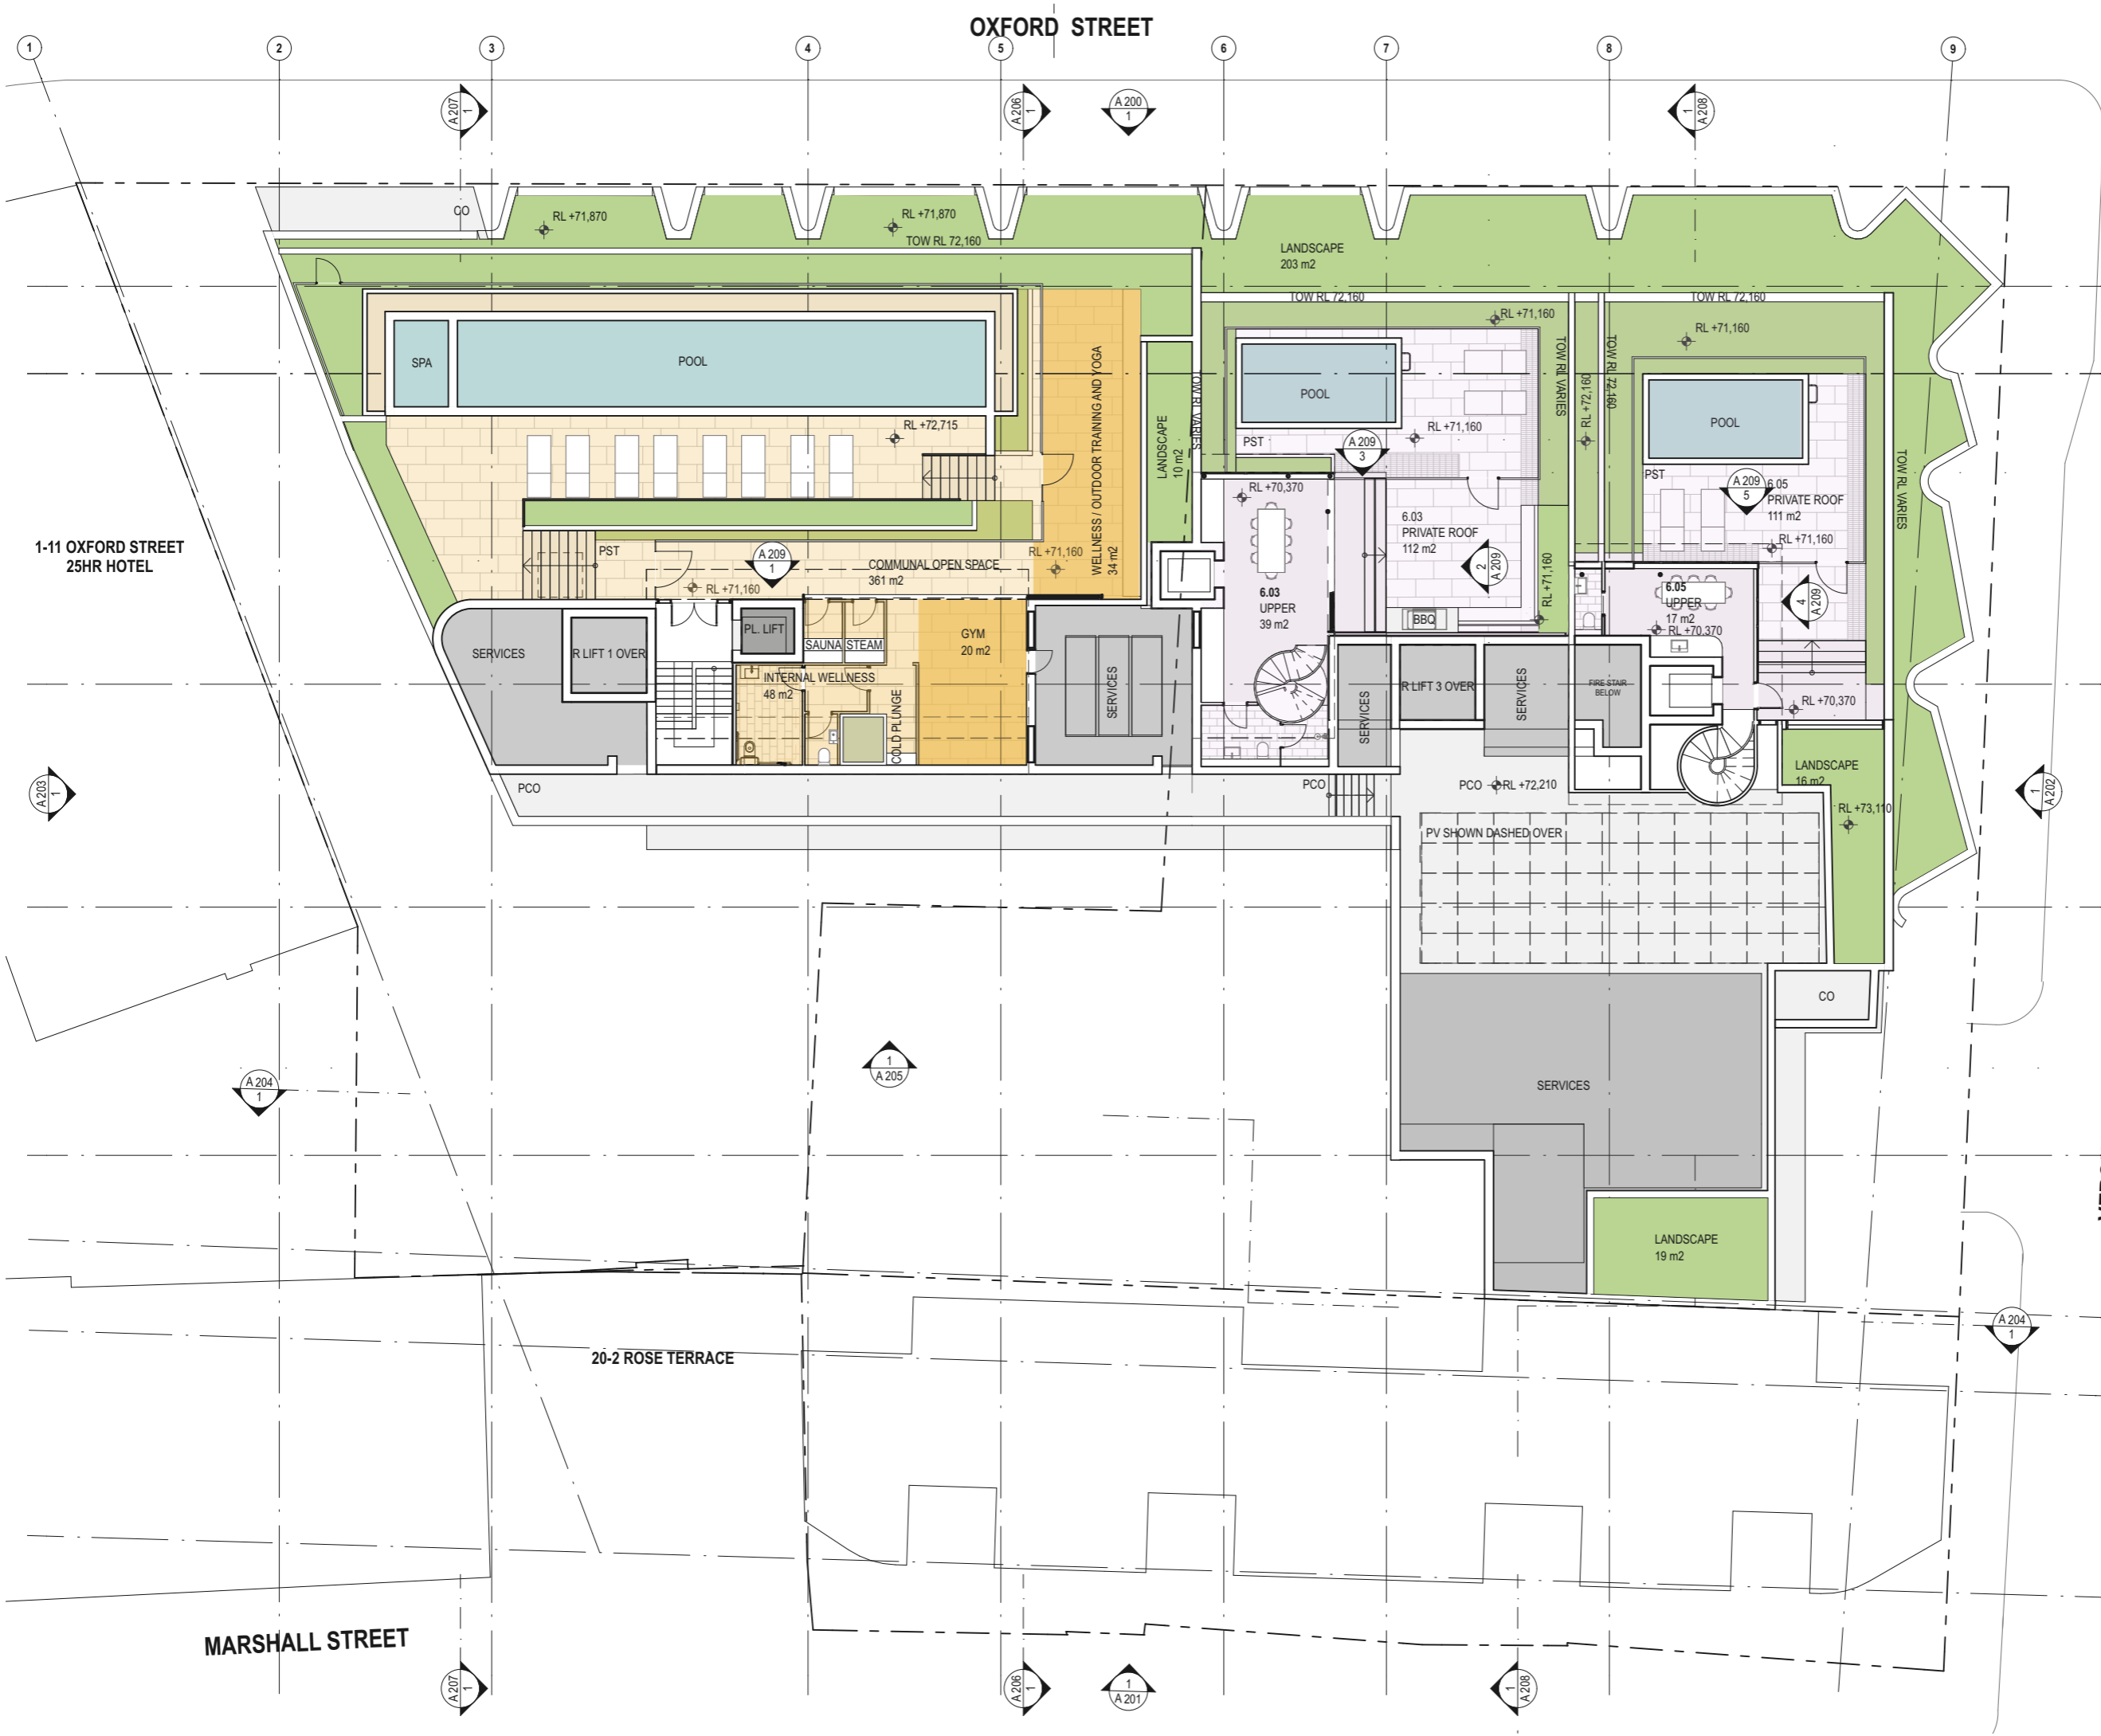 OXFORD STREET
1
2
3
4
5
6
7
8
9
A 207
1
A 206
1
A 200
1
1
A 208
CO
RL +71,870
RL +71,870
TOW RL 72,160
LANDSCAPE
203 m2
TOW RL 72,160
TOW RL 72,160
RL +71,160
RL +71,160
SPA
POOL
WELLNESS / OUTDOOR TRAINING AND YOGA
34 m2
LANDSCAPE
10 m2
TOW RL VARIES
POOL
TOW RL VARIES
RL +72,160
TOW RL 72,160
POOL
RL +72,715
PST
A 209
3
RL +71,160
PST
A 209
5
6.05
PRIVATE ROOF
111 m2
TOW RL VARIES
RL +70,370
6.03
PRIVATE ROOF
112 m2
1-11 OXFORD STREET
25HR HOTEL
PST
A 209
1
COMMUNAL OPEN SPACE
361 m2
RL +71,160
RL +71,160
2
A 209
RL +71,160
RL +71,160
6.03
UPPER
39 m2
6.05
UPPER
17 m2
RL +70,370
4
A 209
BBQ
SERVICES
R LIFT 1 OVER
PL. LIFT
SAUNA
STEAM
GYM
20 m2
INTERNAL WELLNESS
48 m2
COLD PLUNGE
SERVICES
SERVICES
R LIFT 3 OVER
SERVICES
FIRE STAIR
BELOW
RL +70,370
A 203
1
PCO
PCO
PCO
RL +72,210
LANDSCAPE
16 m2
RL +73,110
1
A 202
PV SHOWN DASHED OVER
CO
A 204
1
1
A 205
SERVICES
LANDSCAPE
19 m2
A 204
1
20-2 ROSE TERRACE
MARSHALL STREET
A 207
1
A 206
1
1
A 201
1
A 208